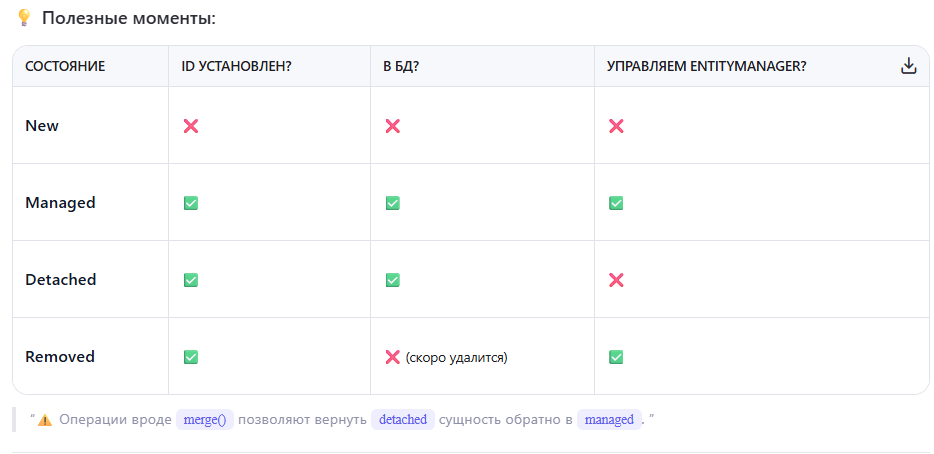 💡 Полезные моменты:
СОСТОЯНИЕ ID УСТАНОВЛЕН? В БД? УПРАВЛЯЕМ ENTITYMANAGER?
New ❌ ❌ ❌
Managed ✅ ✅ ✅
Detached ✅ ✅ ❌
Removed ✅ ❌ (скоро удалится) ✅
“ ⚠️ Операции вроде merge() позволяют вернуть detached сущность обратно в managed . ”